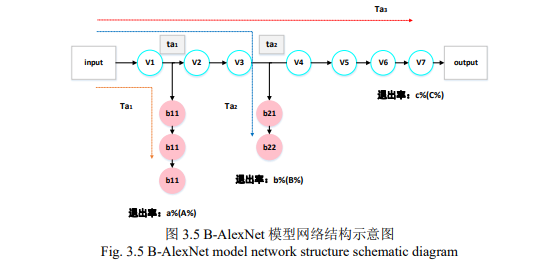 Ta₃
ta₁
ta₂
input
V1
V2
V3
V4
V5
V6
V7
output
Ta₁
b11
Ta₂
b21
退出率：c%(C%)
b11
b22
b11
退出率：b%(B%)
退出率：a%(A%)
图 3.5 B-AlexNet 模型网络结构示意图
Fig. 3.5 B-AlexNet model network structure schematic diagram